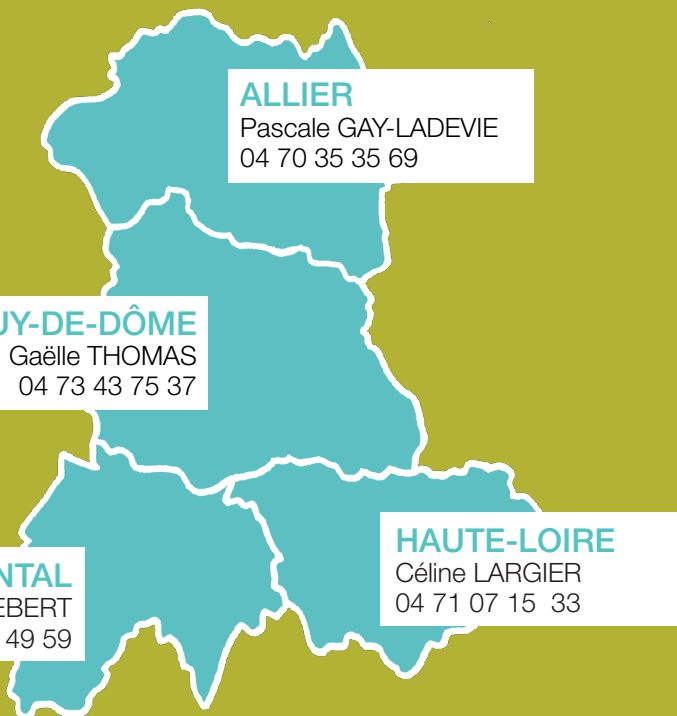 ALLIER
Pascale GAY-LADEVIE
04 70 35 35 69
UY-DE-DÔME
Gaëlle THOMAS
04 73 43 75 37
HAUTE-LOIRE
Céline LARGIER
04 71 07 15 33
NTAL
EBERT
49 59